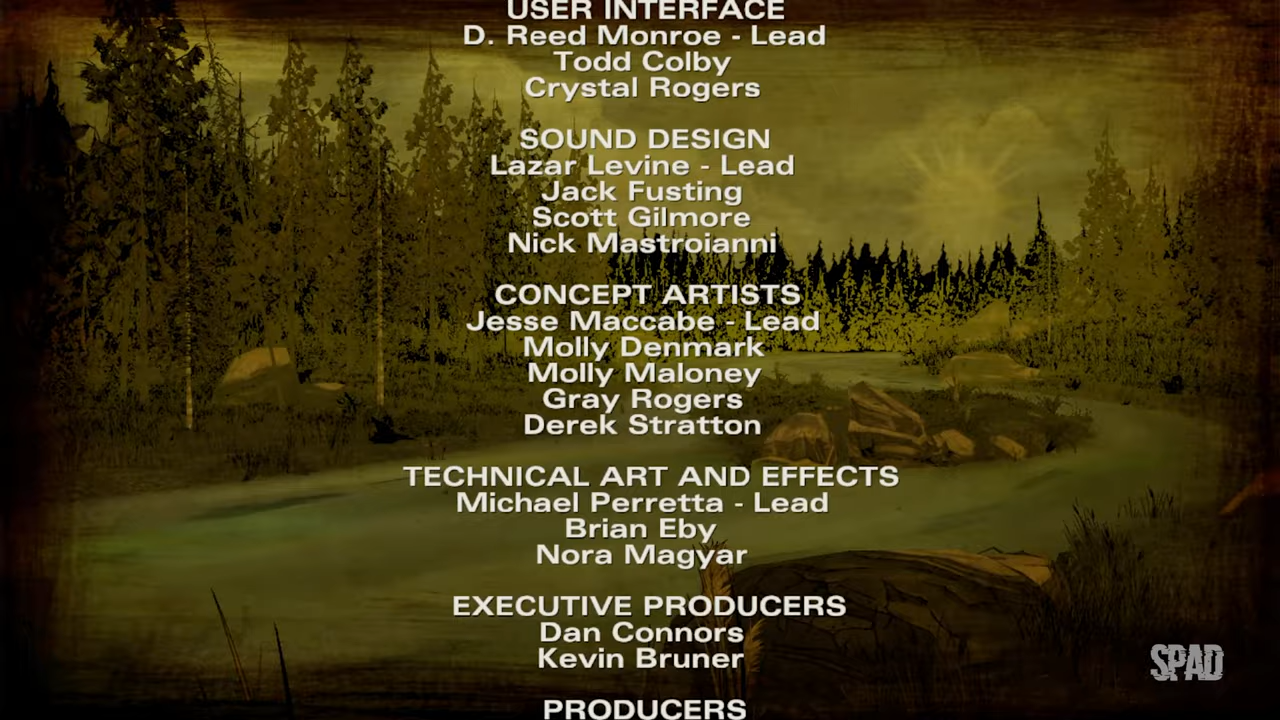 USER INTERFACE
D. Reed Monroe - Lead
Todd Colby
Crystal Rogers
SOUND DESIGN
Lazar Levine - Lead
Jack Fusting
Scott Gilmore
Nick Mastroianni
CONCEPT ARTISTS
Jesse Maccabe - Lead
Molly Denmark
Molly Maloney
Gray Rogers
Derek Stratton
TECHNICAL ART AND EFFECTS
Michael Perretta - Lead
Brian Eby
Nora Magyar
EXECUTIVE PRODUCERS
Dan Connors
Kevin Bruner
SPAD
PRODUCERS